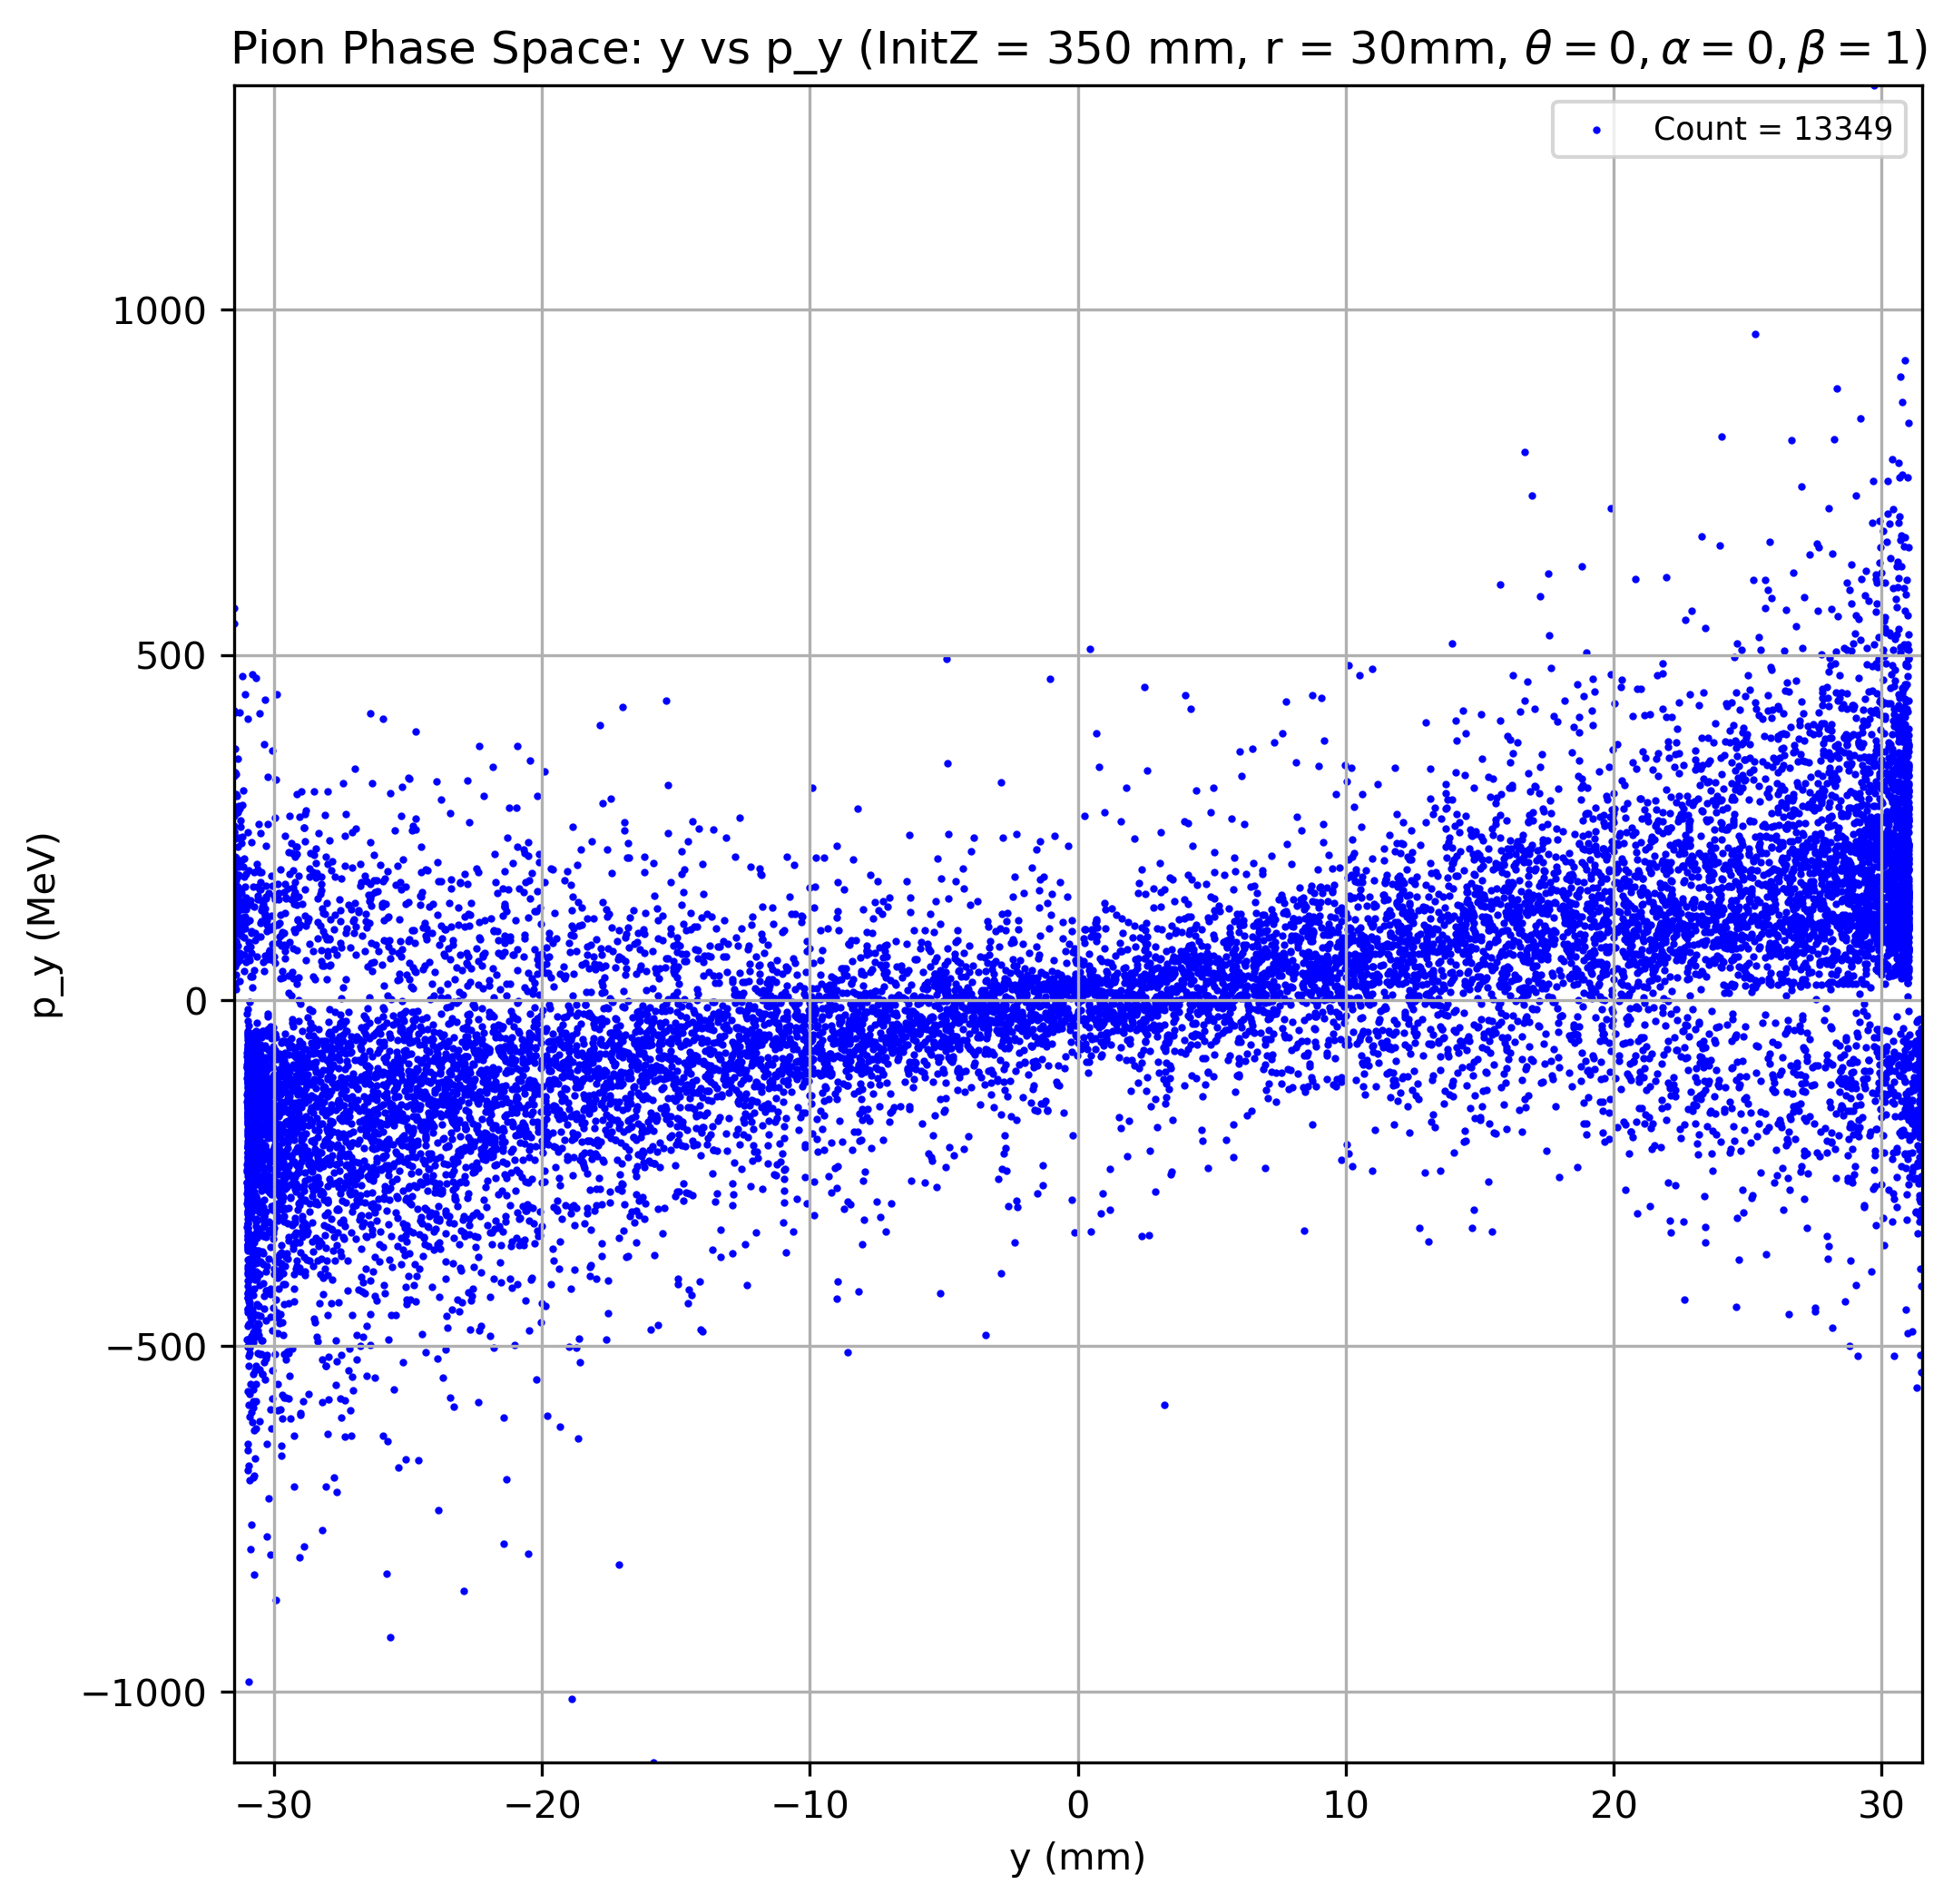 Pion Phase Space: y vs p_y (InitZ = 350 mm, r = 30mm, θ = 0, α = 0, β = 1)
Count = 13349
1000
500
0
−500
−1000
p_y (MeV)
−30 −20 −10 0 10 20 30
y (mm)